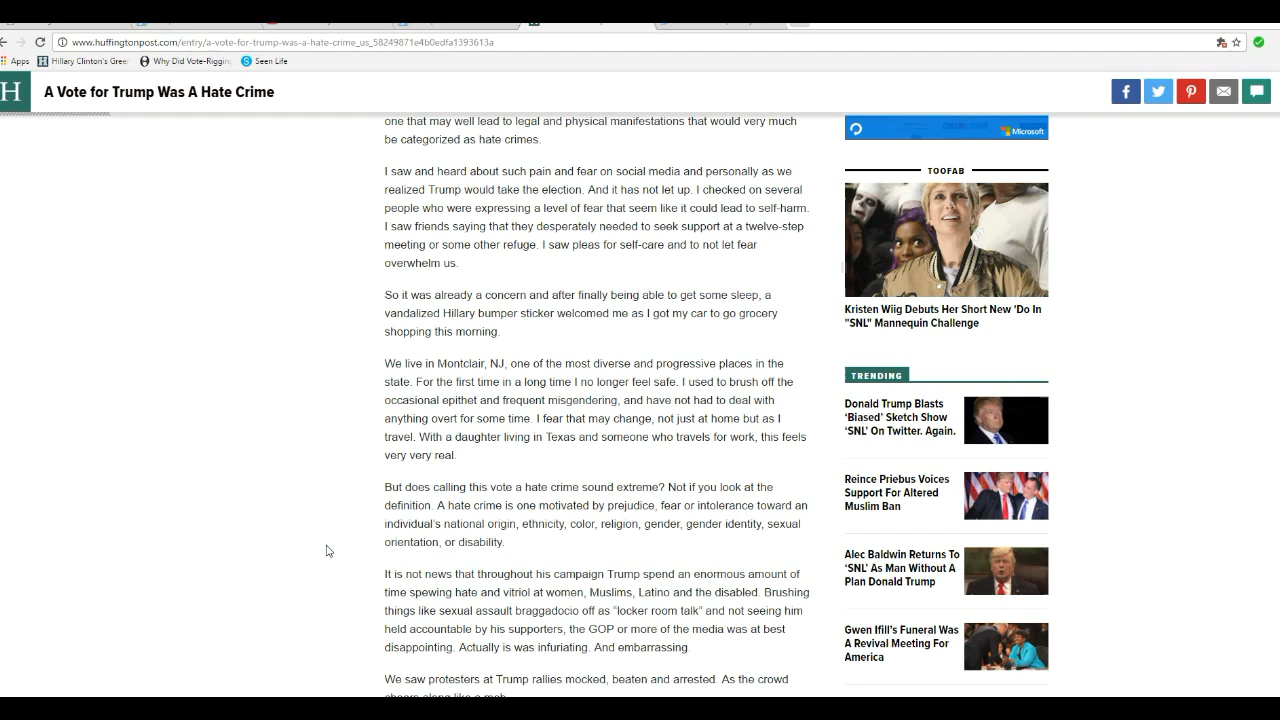 www.huffingtonpost.com/entry/a-vote-for-trump-was-a-hate-crime_us_58249871e4b0edfa1393613a
Apps
Hillary Clinton's Gree
Why Did Vote-Riggin
Seen Life
H
A Vote for Trump Was A Hate Crime
one that may well lead to legal and physical manifestations that would very much
be categorized as hate crimes.
I saw and heard about such pain and fear on social media and personally as we
realized Trump would take the election. And it has not let up. I checked on several
people who were expressing a level of fear that seem like it could lead to self-harm.
I saw friends saying that they desperately needed to seek support at a twelve-step
meeting or some other refuge. I saw pleas for self-care and to not let fear
overwhelm us.
So it was already a concern and after finally being able to get some sleep, a
vandalized Hillary bumper sticker welcomed me as I got my car to go grocery
shopping this morning.
We live in Montclair, NJ, one of the most diverse and progressive places in the
state. For the first time in a long time I no longer feel safe. I used to brush off the
occasional epithet and frequent misgendering, and have not had to deal with
anything overt for some time. I fear that may change, not just at home but as I
travel. With a daughter living in Texas and someone who travels for work, this feels
very very real.
But does calling this vote a hate crime sound extreme? Not if you look at the
definition. A hate crime is one motivated by prejudice, fear or intolerance toward an
individual's national origin, ethnicity, color, religion, gender, gender identity, sexual
orientation, or disability.
It is not news that throughout his campaign Trump spend an enormous amount of
time spewing hate and vitriol at women, Muslims, Latino and the disabled. Brushing
things like sexual assault braggadocio off as "locker room talk" and not seeing him
held accountable by his supporters, the GOP or more of the media was at best
disappointing. Actually is was infuriating. And embarrassing.
We saw protesters at Trump rallies mocked, beaten and arrested. As the crowd
cheers along like a mob
Microsoft
TOOFAB
Kristen Wiig Debuts Her Short New 'Do In
"SNL" Mannequin Challenge
TRENDING
Donald Trump Blasts
'Biased' Sketch Show
'SNL' On Twitter. Again.
Reince Priebus Voices
Support For Altered
Muslim Ban
Alec Baldwin Returns To
'SNL' As Man Without A
Plan Donald Trump
Gwen Ifill's Funeral Was
A Revival Meeting For
America